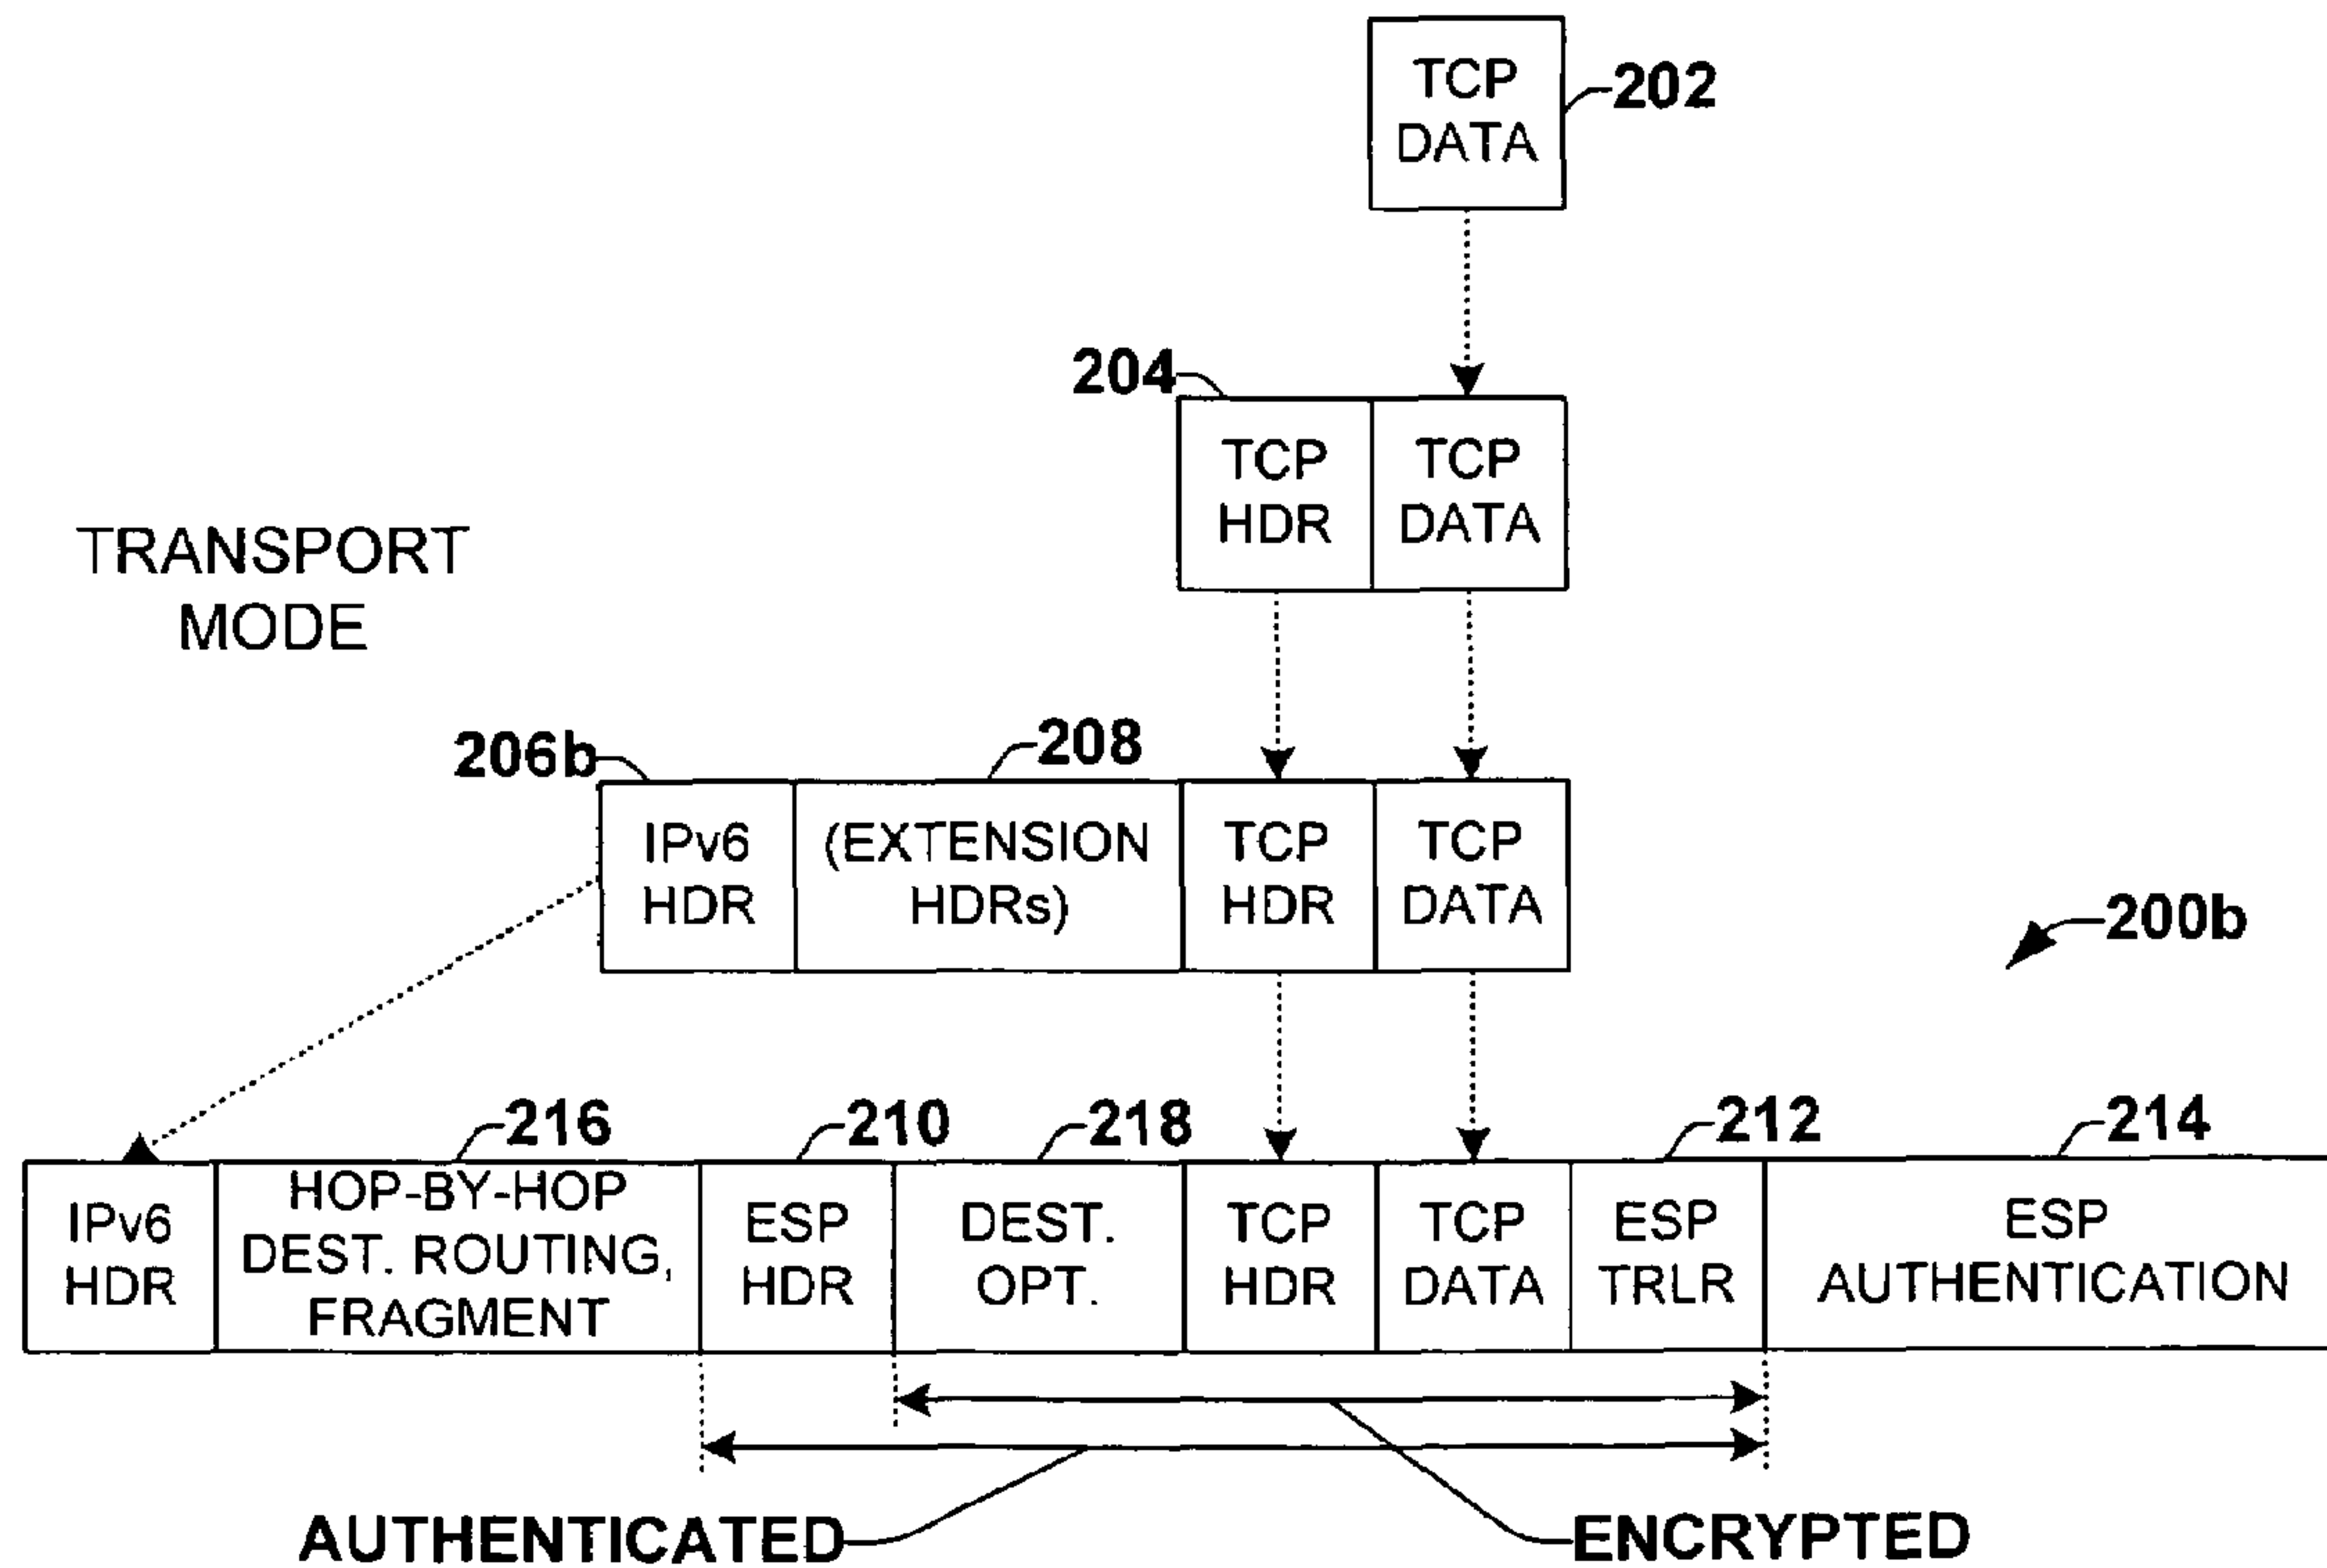 TCP
DATA
202
204
TCP
HDR
TCP
DATA
TRANSPORT
MODE
206b
208
IPv6
HDR
(EXTENSION
HDRs)
TCP
HDR
TCP
DATA
200b
216
210
218
212
214
IPv6
HDR
HOP-BY-HOP
DEST. ROUTING,
FRAGMENT
ESP
HDR
DEST.
OPT.
TCP
HDR
TCP
DATA
ESP
TRLR
ESP
AUTHENTICATION
AUTHENTICATED
ENCRYPTED